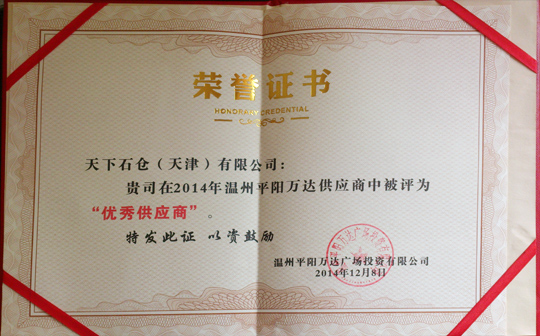 荣誉证书
HONORARY CREDENTIAL
天下石仓（天津）有限公司：
贵司在2014年温州平阳万达供应商中被评为
“优秀供应商”。
特发此证 以资鼓励
温州平阳万达广场投资有限公司
2014年12月8日